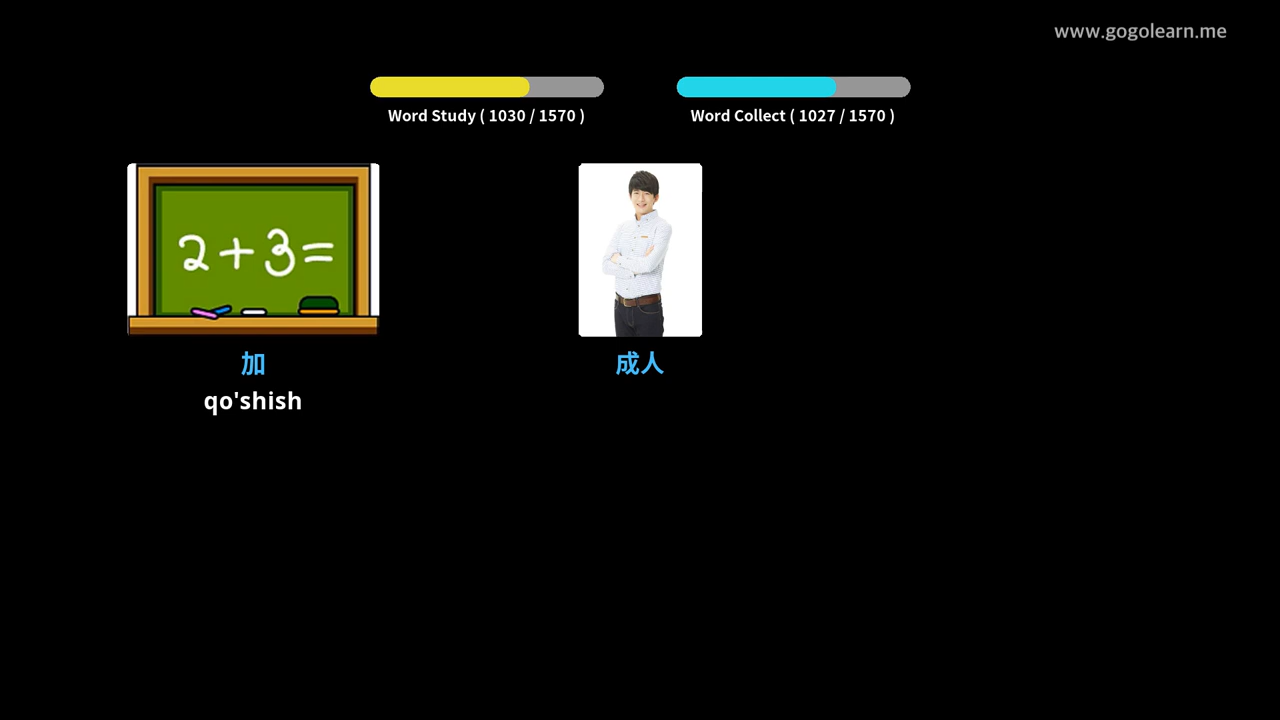 www.gogolearn.me
Word Study ( 1030 / 1570 )
Word Collect ( 1027 / 1570 )
2+3=
加
qo'shish
成人